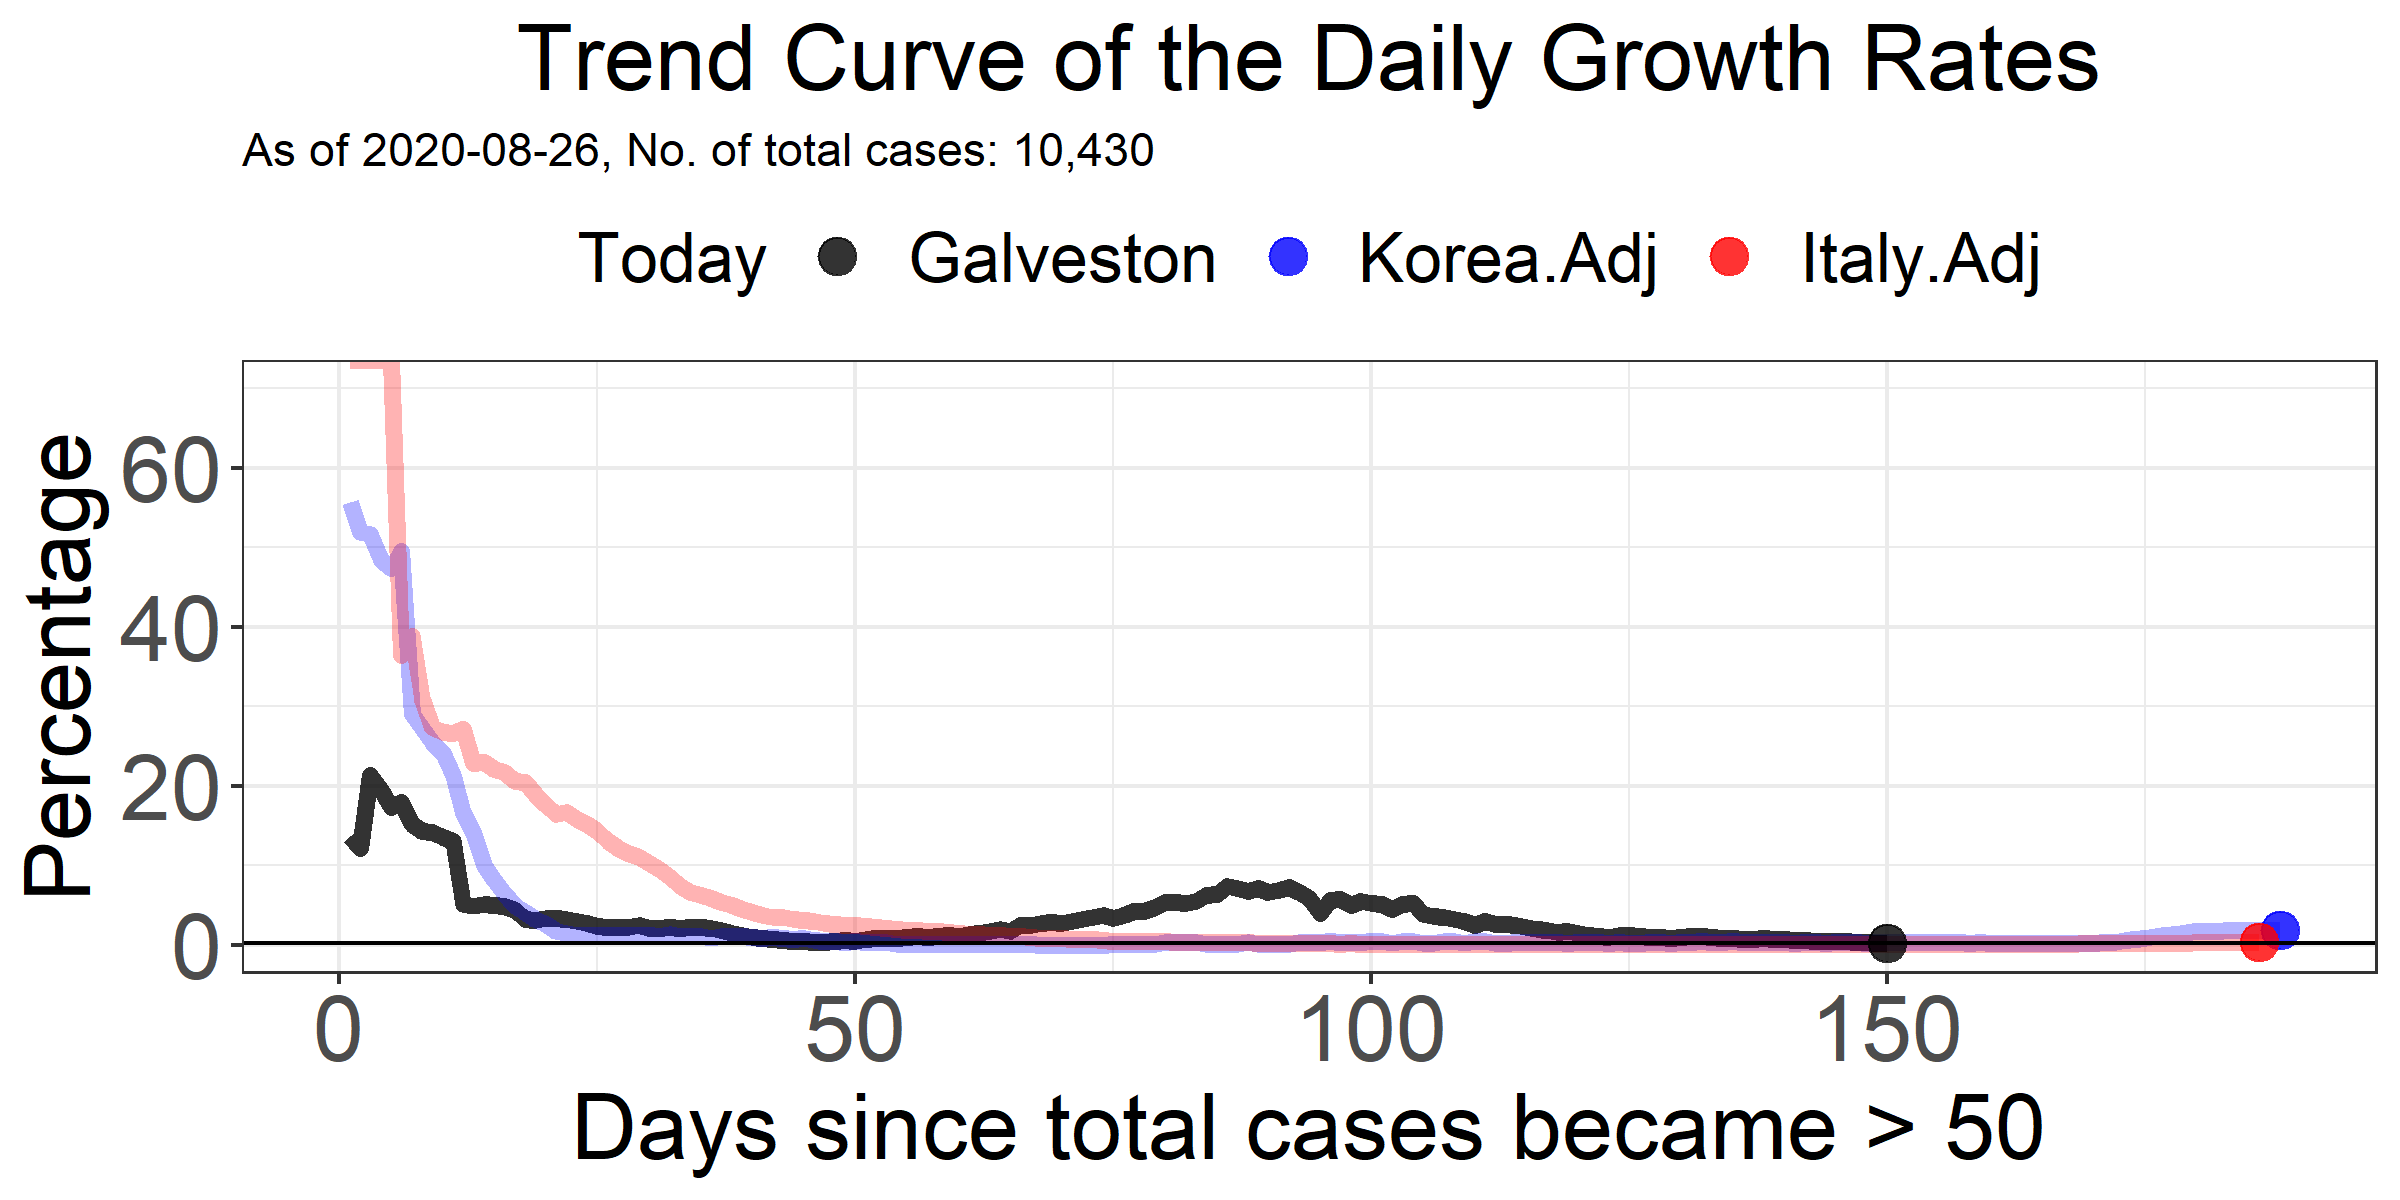 Trend Curve of the Daily Growth Rates
As of 2020-08-26, No. of total cases: 10,430
Today Galveston Korea.Adj Italy.Adj
Percentage
60
40
20
0
0 50 100 150
Days since total cases became > 50